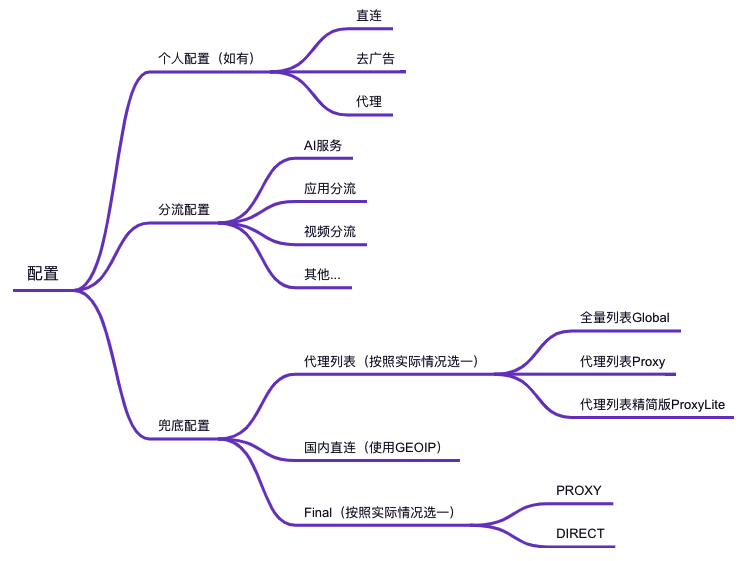 配置
个人配置（如有）
直连
去广告
代理
分流配置
AI服务
应用分流
视频分流
其他...
兜底配置
代理列表（按照实际情况选一）
全量列表Global
代理列表Proxy
代理列表精简版ProxyLite
国内直连（使用GEOIP）
Final（按照实际情况选一）
PROXY
DIRECT